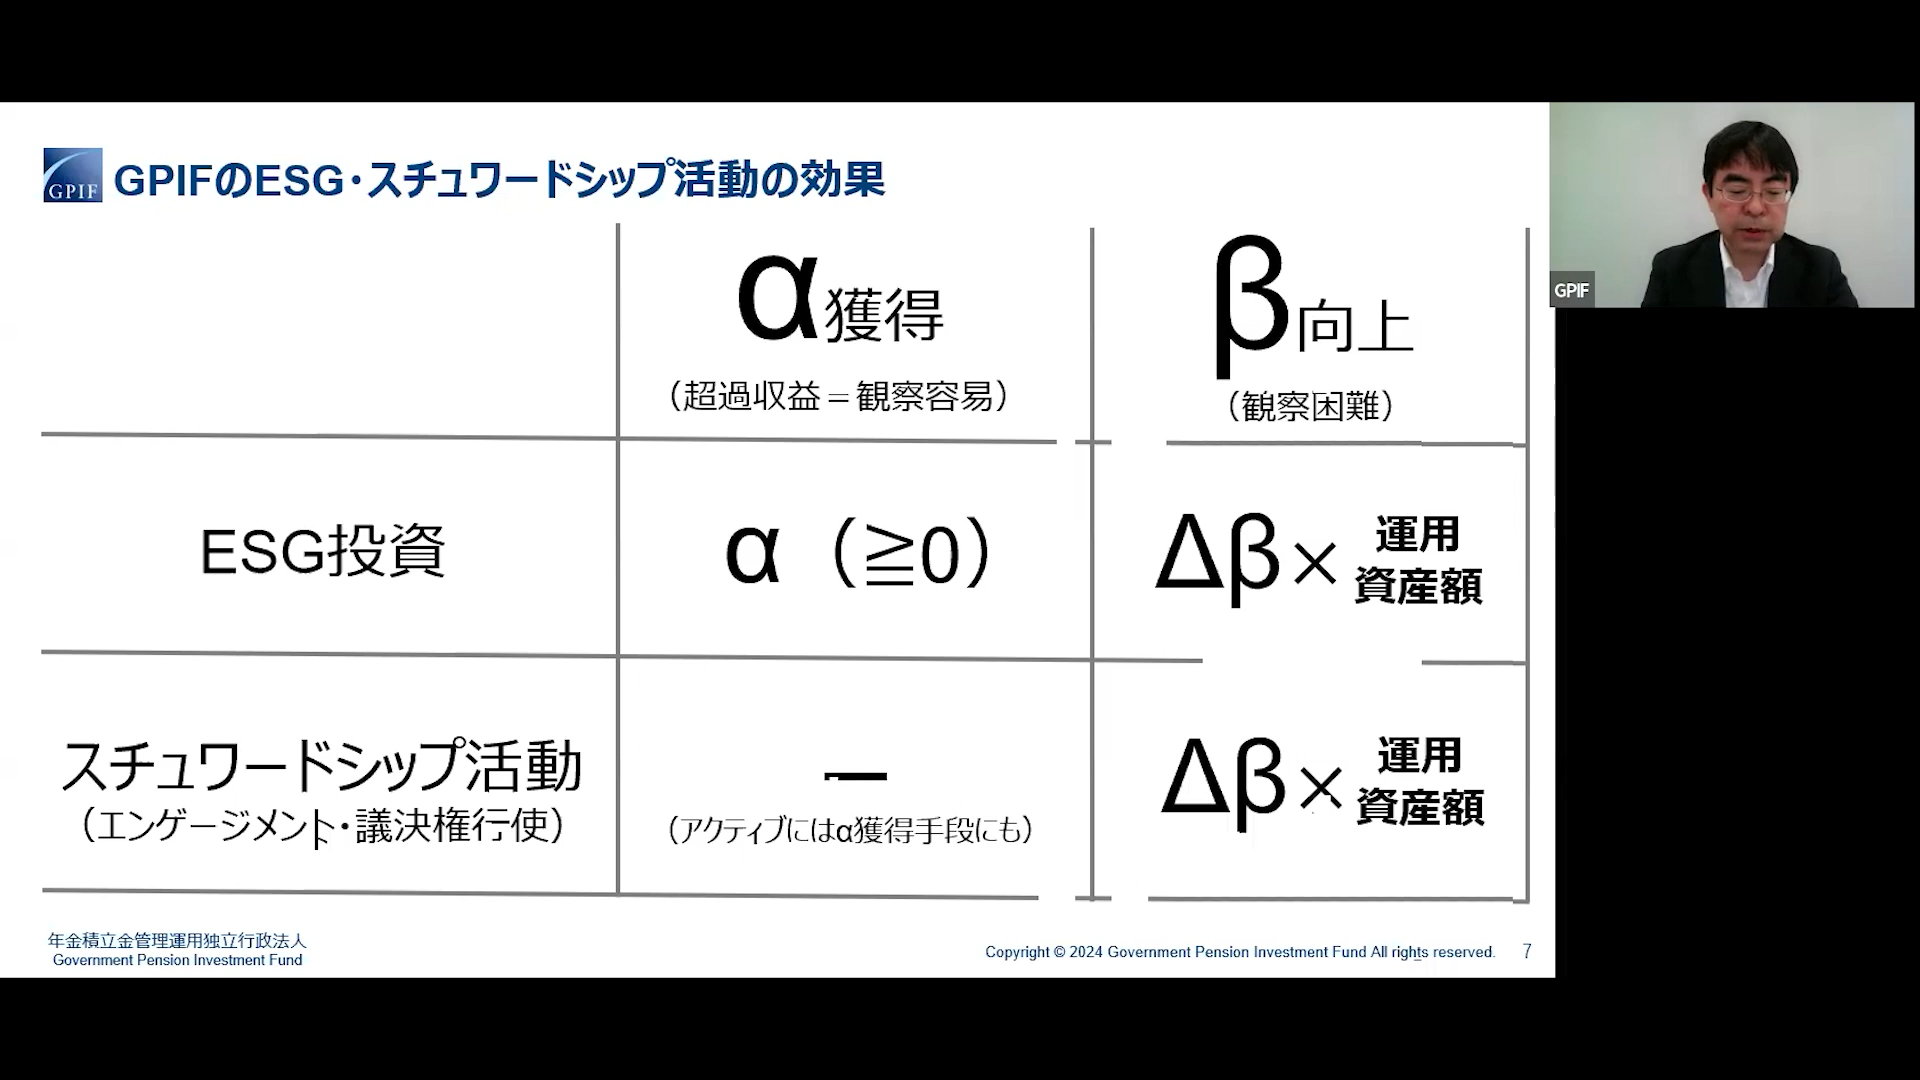 GPIF
GPIFのESG・スチュワードシップ活動の効果
α獲得
（超過収益＝観察容易）
β向上
（観察困難）
ESG投資
α（≧0）
Δβ×運用
資産額
スチュワードシップ活動
（エンゲージメント・議決権行使）
ー
（アクティブにはα獲得手段にも）
Δβ×運用
資産額
年金積立金管理運用独立行政法人
Government Pension Investment Fund
Copyright © 2024 Government Pension Investment Fund All rights reserved.
7
GPIF